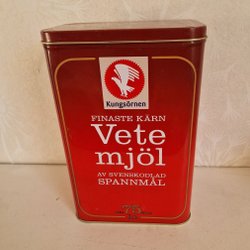 Kungsörnen
FINASTE KÄRN
Vete
mjöl
AV SVENSKODLAD
SPANNMÅL